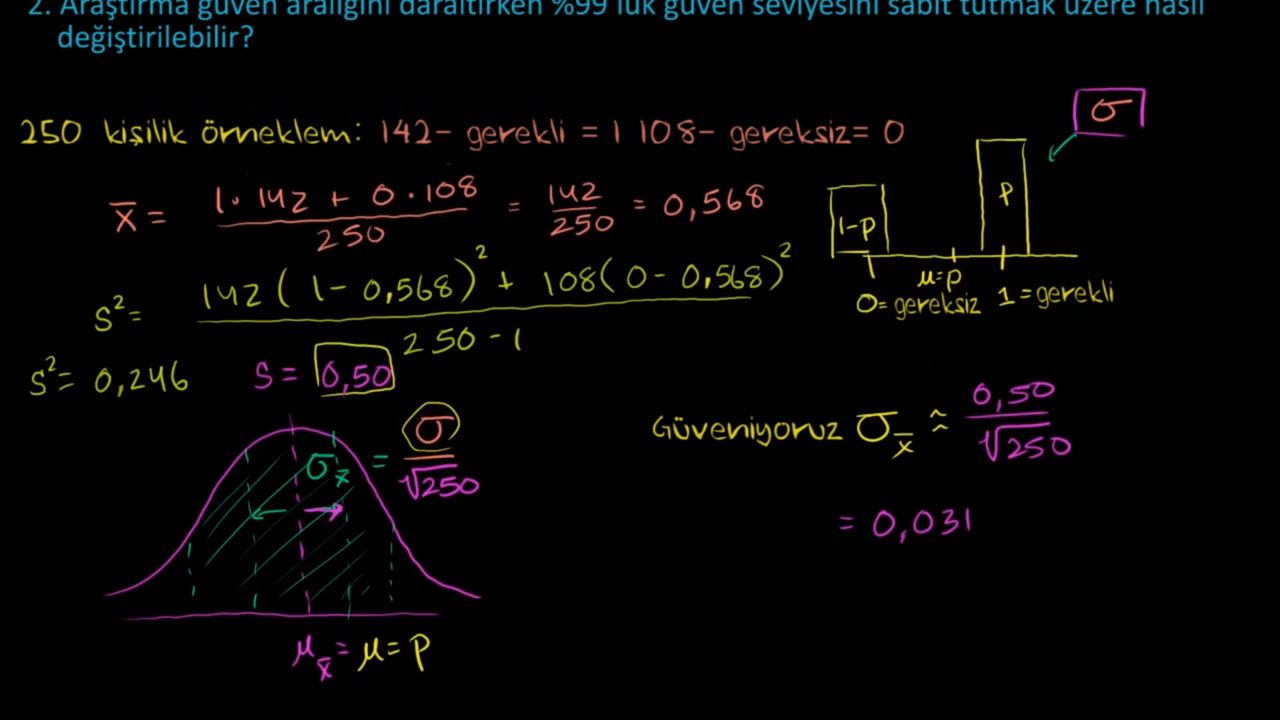 2. Araştırma güven aralığını daraltırken %99'luk güven seviyesini sabit tutmak üzere nasıl
değiştirilebilir?
σ
250 kişilik örneklem: 142- gerekli = 1 108- gereksiz= 0
x̄ = (1·142 + 0·108)/250 = 142/250 = 0,568
1-p p
μ=p
0= gereksiz 1 = gerekli
s²= (142(1-0,568)² + 108(0-0,568)²)/(250-1)
s²= 0,246 s= 0,50
Güveniyoruz σx̄ ≈ 0,50/√250
σx̄ = σ/√250
= 0,031
μx̄ = μ = p